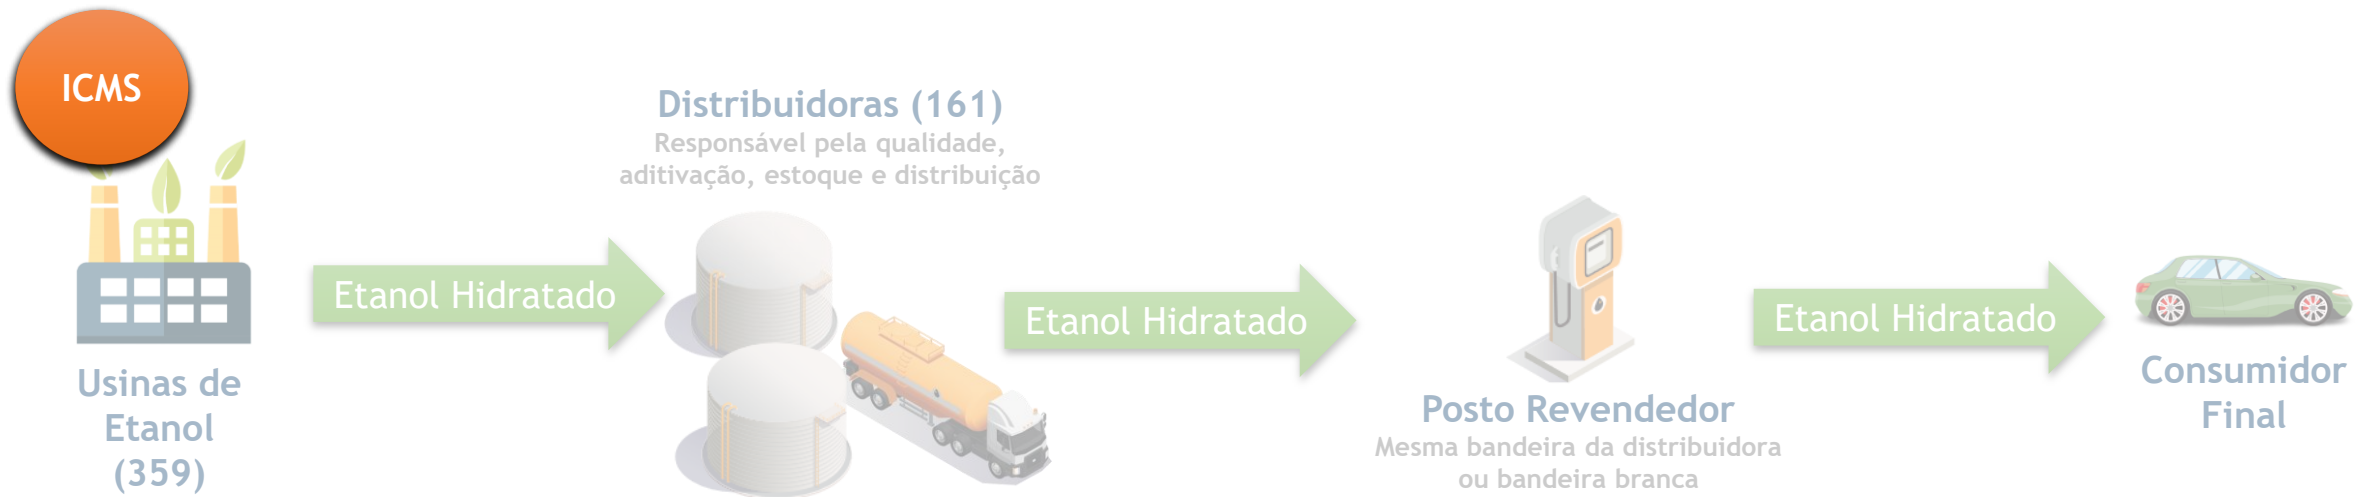 ICMS
Usinas de
Etanol
(359)
Etanol Hidratado
Distribuidoras (161)
Responsável pela qualidade,
aditivação, estoque e distribuição
Etanol Hidratado
Posto Revendedor
Mesma bandeira da distribuidora
ou bandeira branca
Etanol Hidratado
Consumidor
Final